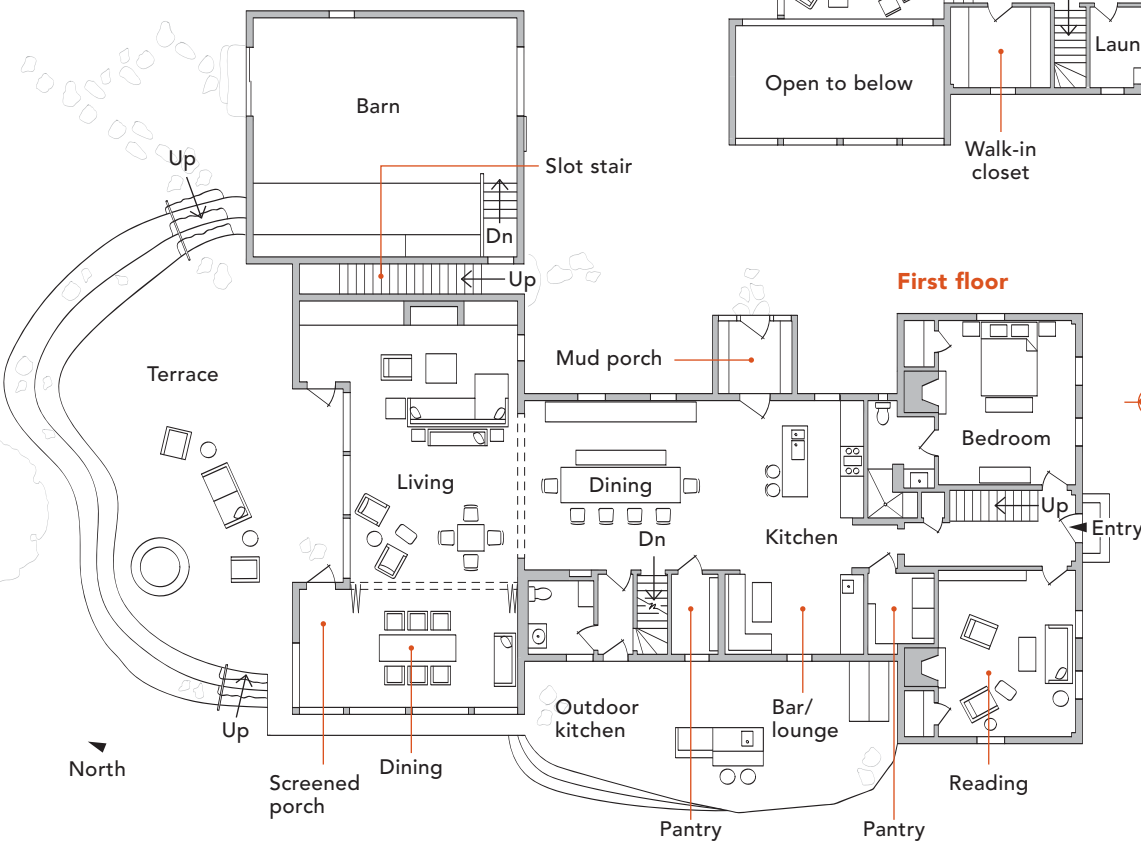 Laun
Open to below
Barn
Walk-in
closet
Up
Slot stair
Dn
Up
First floor
Mud porch
Terrace
Bedroom
Living
Dining
Up
Entry
Dn
Kitchen
Outdoor
kitchen
Bar/
lounge
Up
North
Dining
Screened
porch
Reading
Pantry
Pantry